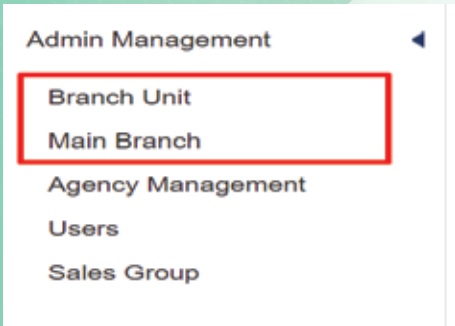 Admin Management
Branch Unit
Main Branch
Agency Management
Users
Sales Group